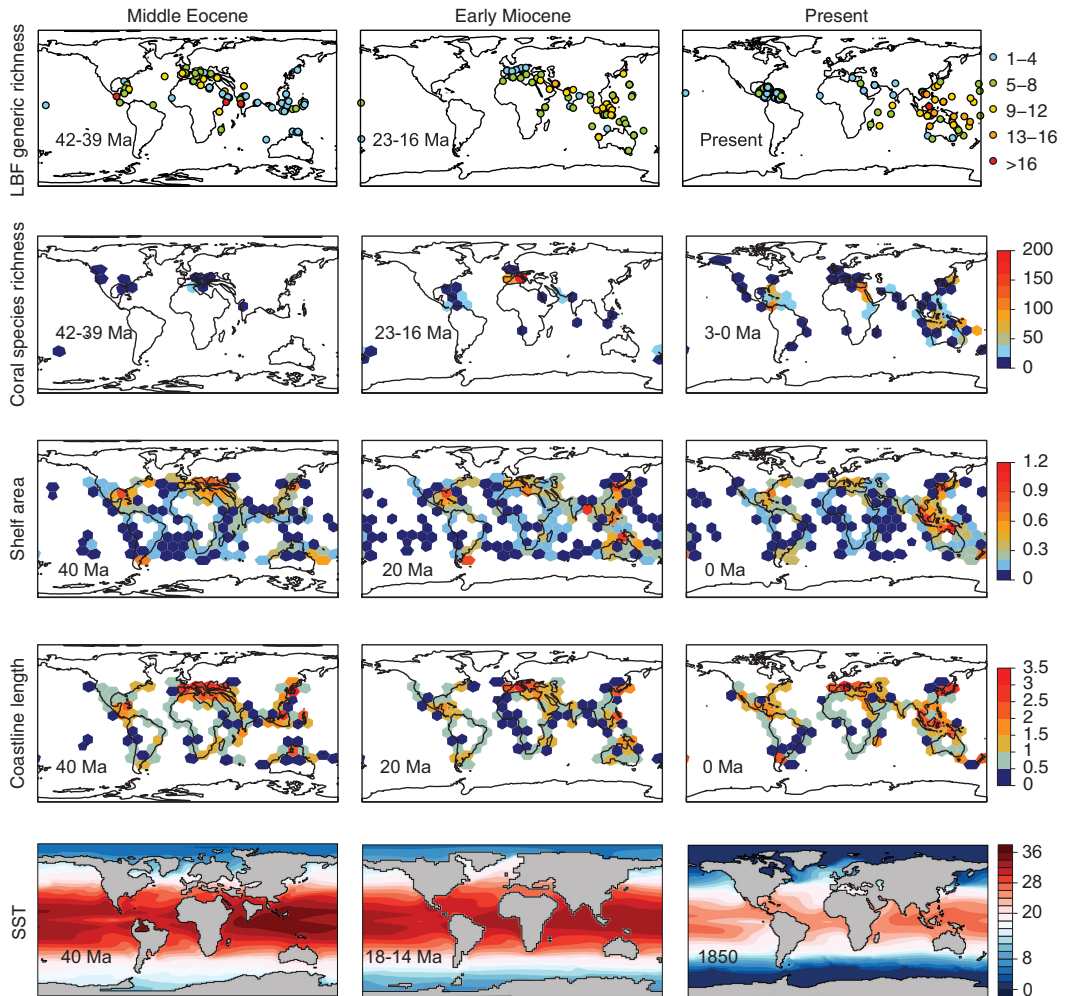 Middle Eocene
Early Miocene
Present
LBF generic richness
42-39 Ma
23-16 Ma
Present
1–4
5–8
9–12
13–16
>16
Coral species richness
42-39 Ma
23-16 Ma
3-0 Ma
200
150
100
50
0
Shelf area
40 Ma
20 Ma
0 Ma
1.2
0.9
0.6
0.3
0
Coastline length
40 Ma
20 Ma
0 Ma
3.5
3
2.5
2
1.5
1
0.5
0
SST
40 Ma
18-14 Ma
1850
36
28
20
8
0